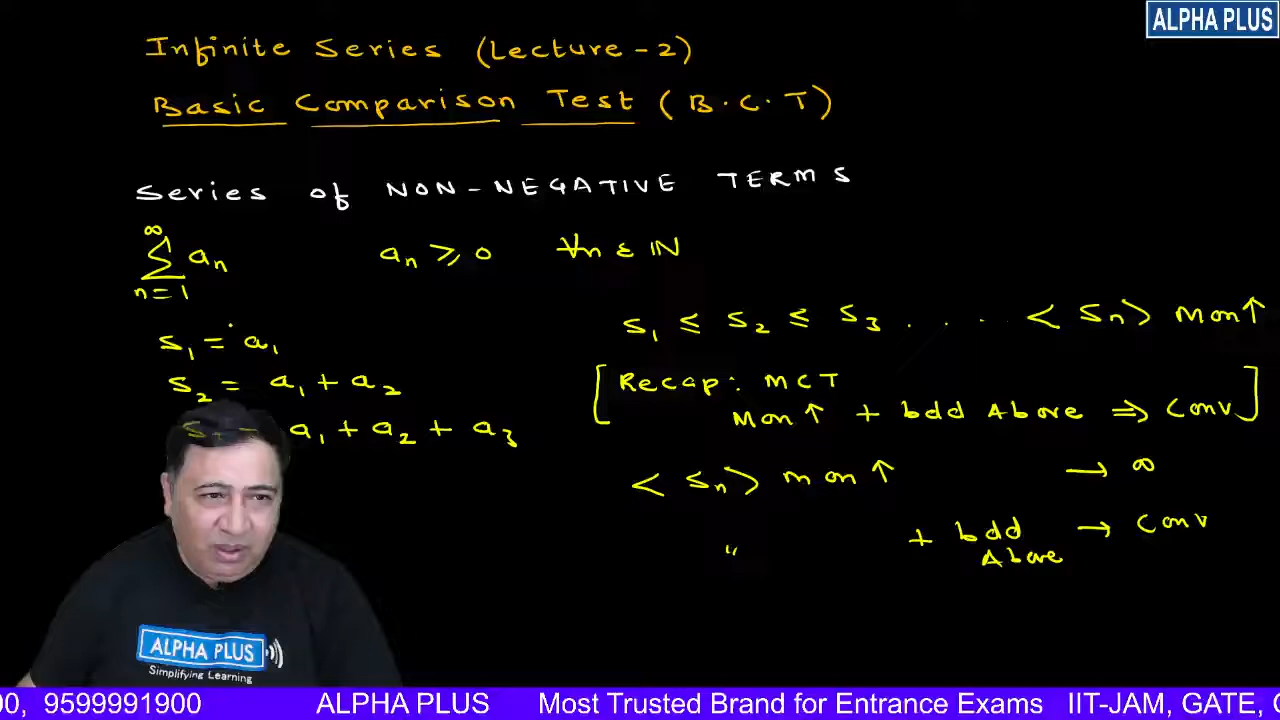 ALPHA PLUS
Infinite Series (Lecture-2)
Basic Comparison Test (B.C.T)
Series of NON-NEGATIVE TERMS
∞
∑ aₙ aₙ ⩾ 0 ∀n ε IN
n=1
s₁ = a₁
s₂ = a₁ + a₂
a₁ + a₂ + a₃
s₁ ≤ s₂ ≤ s₃ . . . . < sₙ > Mon↑
[Recap: MCT
Mon↑ + bdd Above ⇒ Conv]
< sₙ > mon↑ → ∞
" + bdd Above → Conv
ALPHA PLUS
Simplifying Learning
00, 9599991900 ALPHA PLUS Most Trusted Brand for Entrance Exams IIT-JAM, GATE,